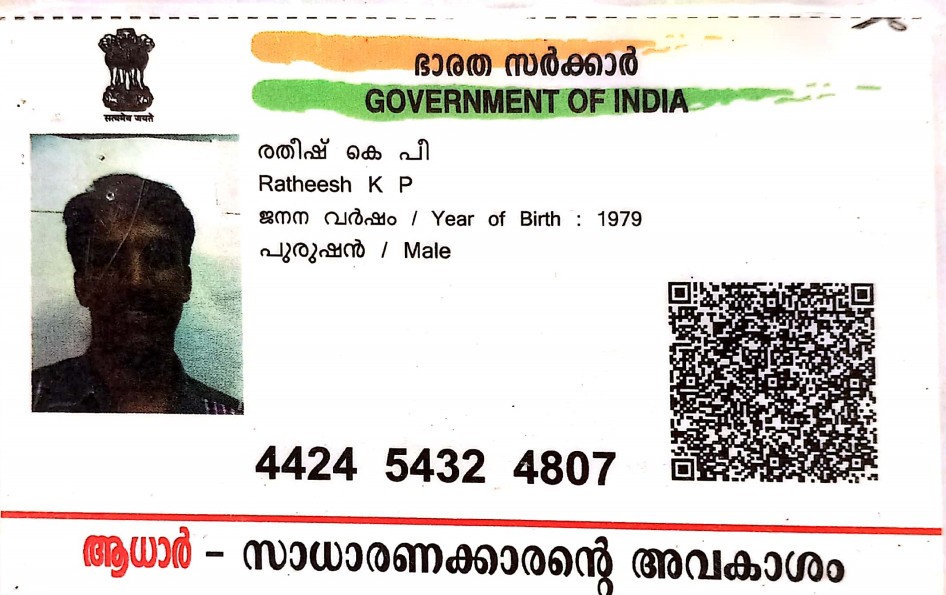 ഭാരത സർക്കാർ
GOVERNMENT OF INDIA
सत्यमेव जयते
രതീഷ് കെ പീ
Ratheesh K P
ജനന വർഷം / Year of Birth : 1979
പുരുഷൻ / Male
4424 5432 4807
ആധാർ – സാധാരണക്കാരന്റെ അവകാശം